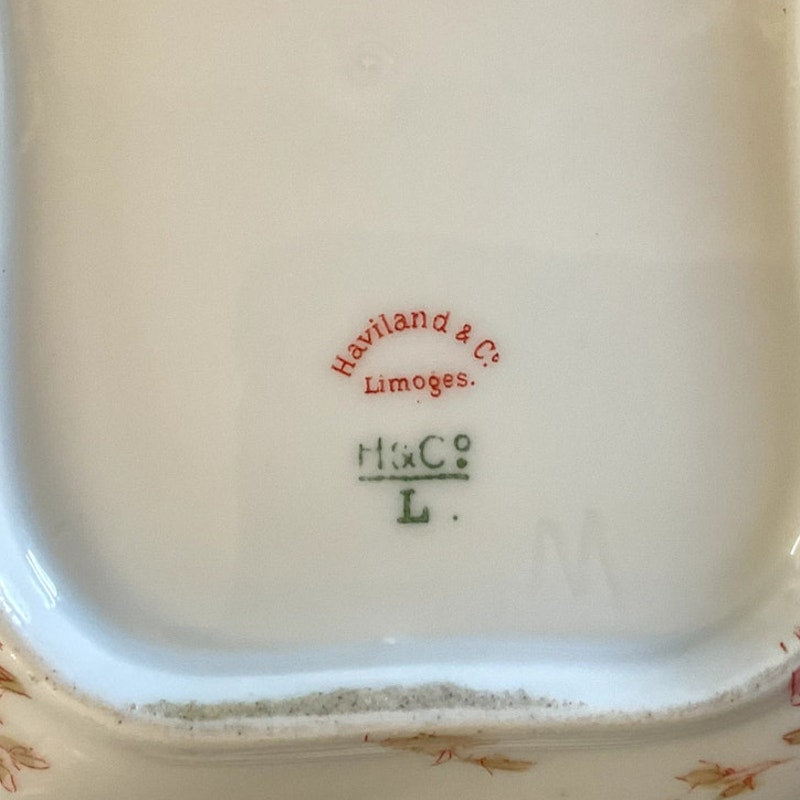 Haviland & Cº
Limoges.
H&Cº
L.